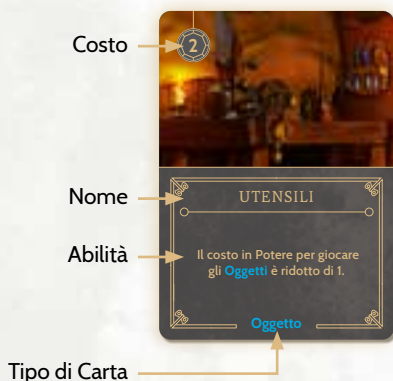 Costo
2
Nome
UTENSILI
Abilità
Il costo in Potere per giocare
gli Oggetti è ridotto di 1.
Oggetto
Tipo di Carta